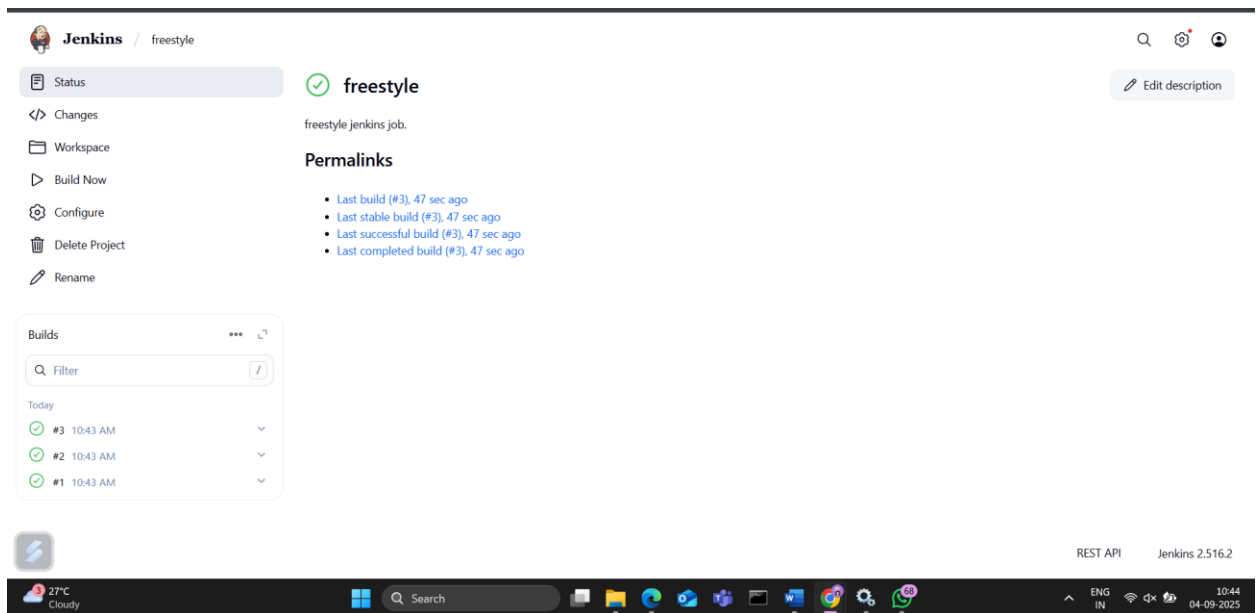 Jenkins / freestyle
Status
Changes
Workspace
Build Now
Configure
Delete Project
Rename
Builds
Filter /
Today
#3 10:43 AM
#2 10:43 AM
#1 10:43 AM
freestyle
Edit description
freestyle jenkins job.
Permalinks
Last build (#3), 47 sec ago
Last stable build (#3), 47 sec ago
Last successful build (#3), 47 sec ago
Last completed build (#3), 47 sec ago
REST API Jenkins 2.516.2
3
27°C
Cloudy
Search
68
ENG
IN
10:44
04-09-2025